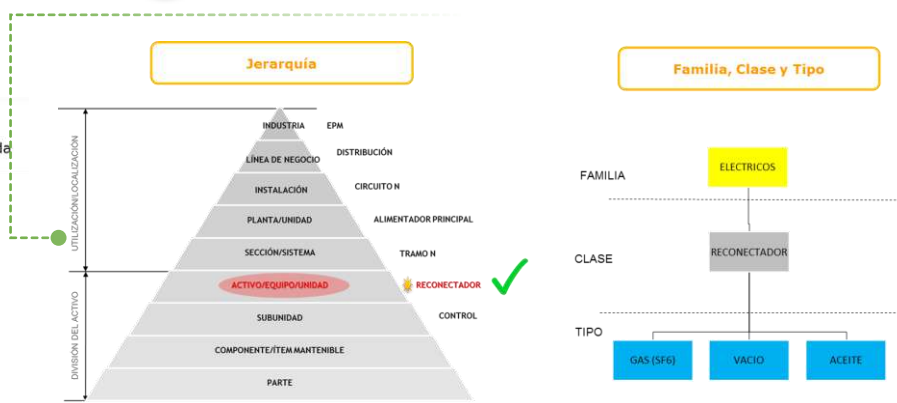 Jerarquía
Familia, Clase y Tipo
da
UTILIZACIÓN/LOCALIZACIÓN
DIVISIÓN DEL ACTIVO
INDUSTRIA EPM
LÍNEA DE NEGOCIO DISTRIBUCIÓN
INSTALACIÓN CIRCUITO N
PLANTA/UNIDAD ALIMENTADOR PRINCIPAL
SECCIÓN/SISTEMA TRAMO N
ACTIVO/EQUIPO/UNIDAD RECONECTADOR
SUBUNIDAD CONTROL
COMPONENTE/ÍTEM MANTENIBLE
PARTE
FAMILIA ELECTRICOS
CLASE RECONECTADOR
TIPO
GAS (SF6) VACIO ACEITE